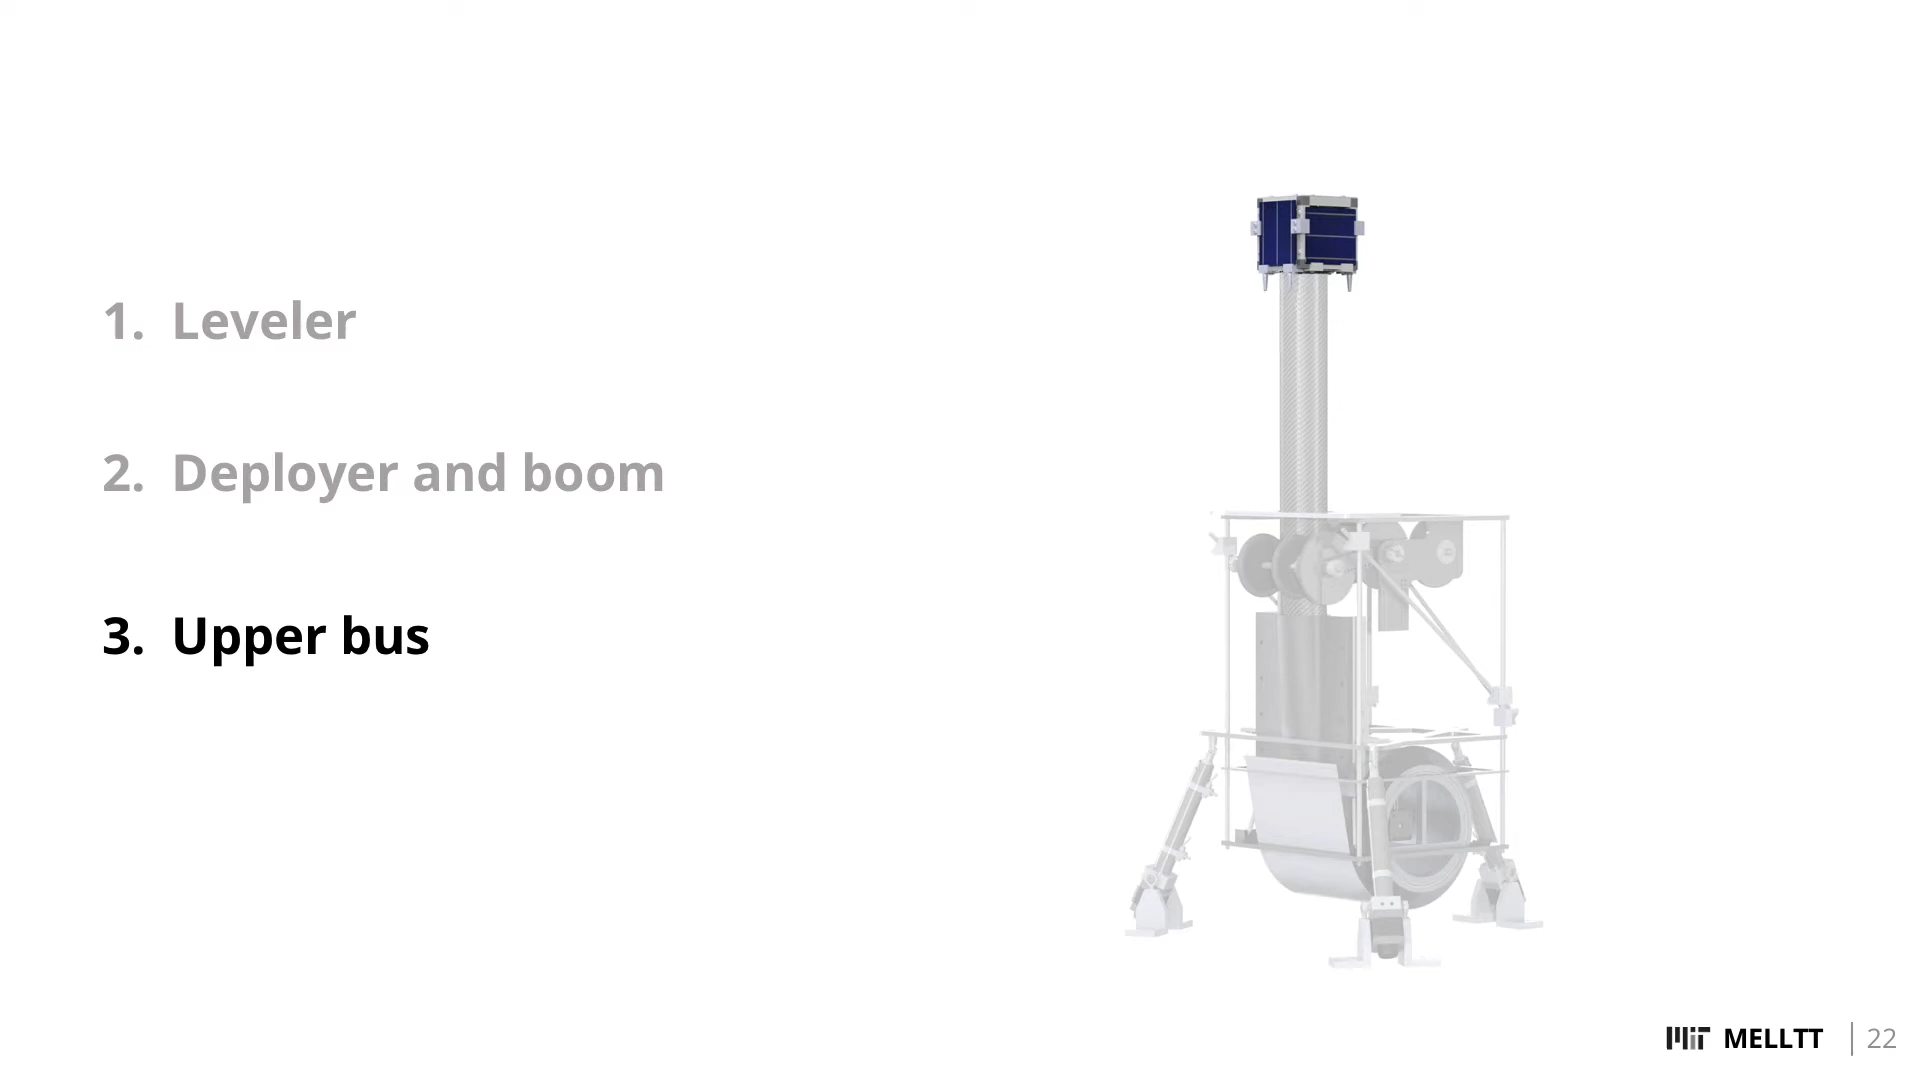 1. Leveler
2. Deployer and boom
3. Upper bus
MIT MELLTT | 22